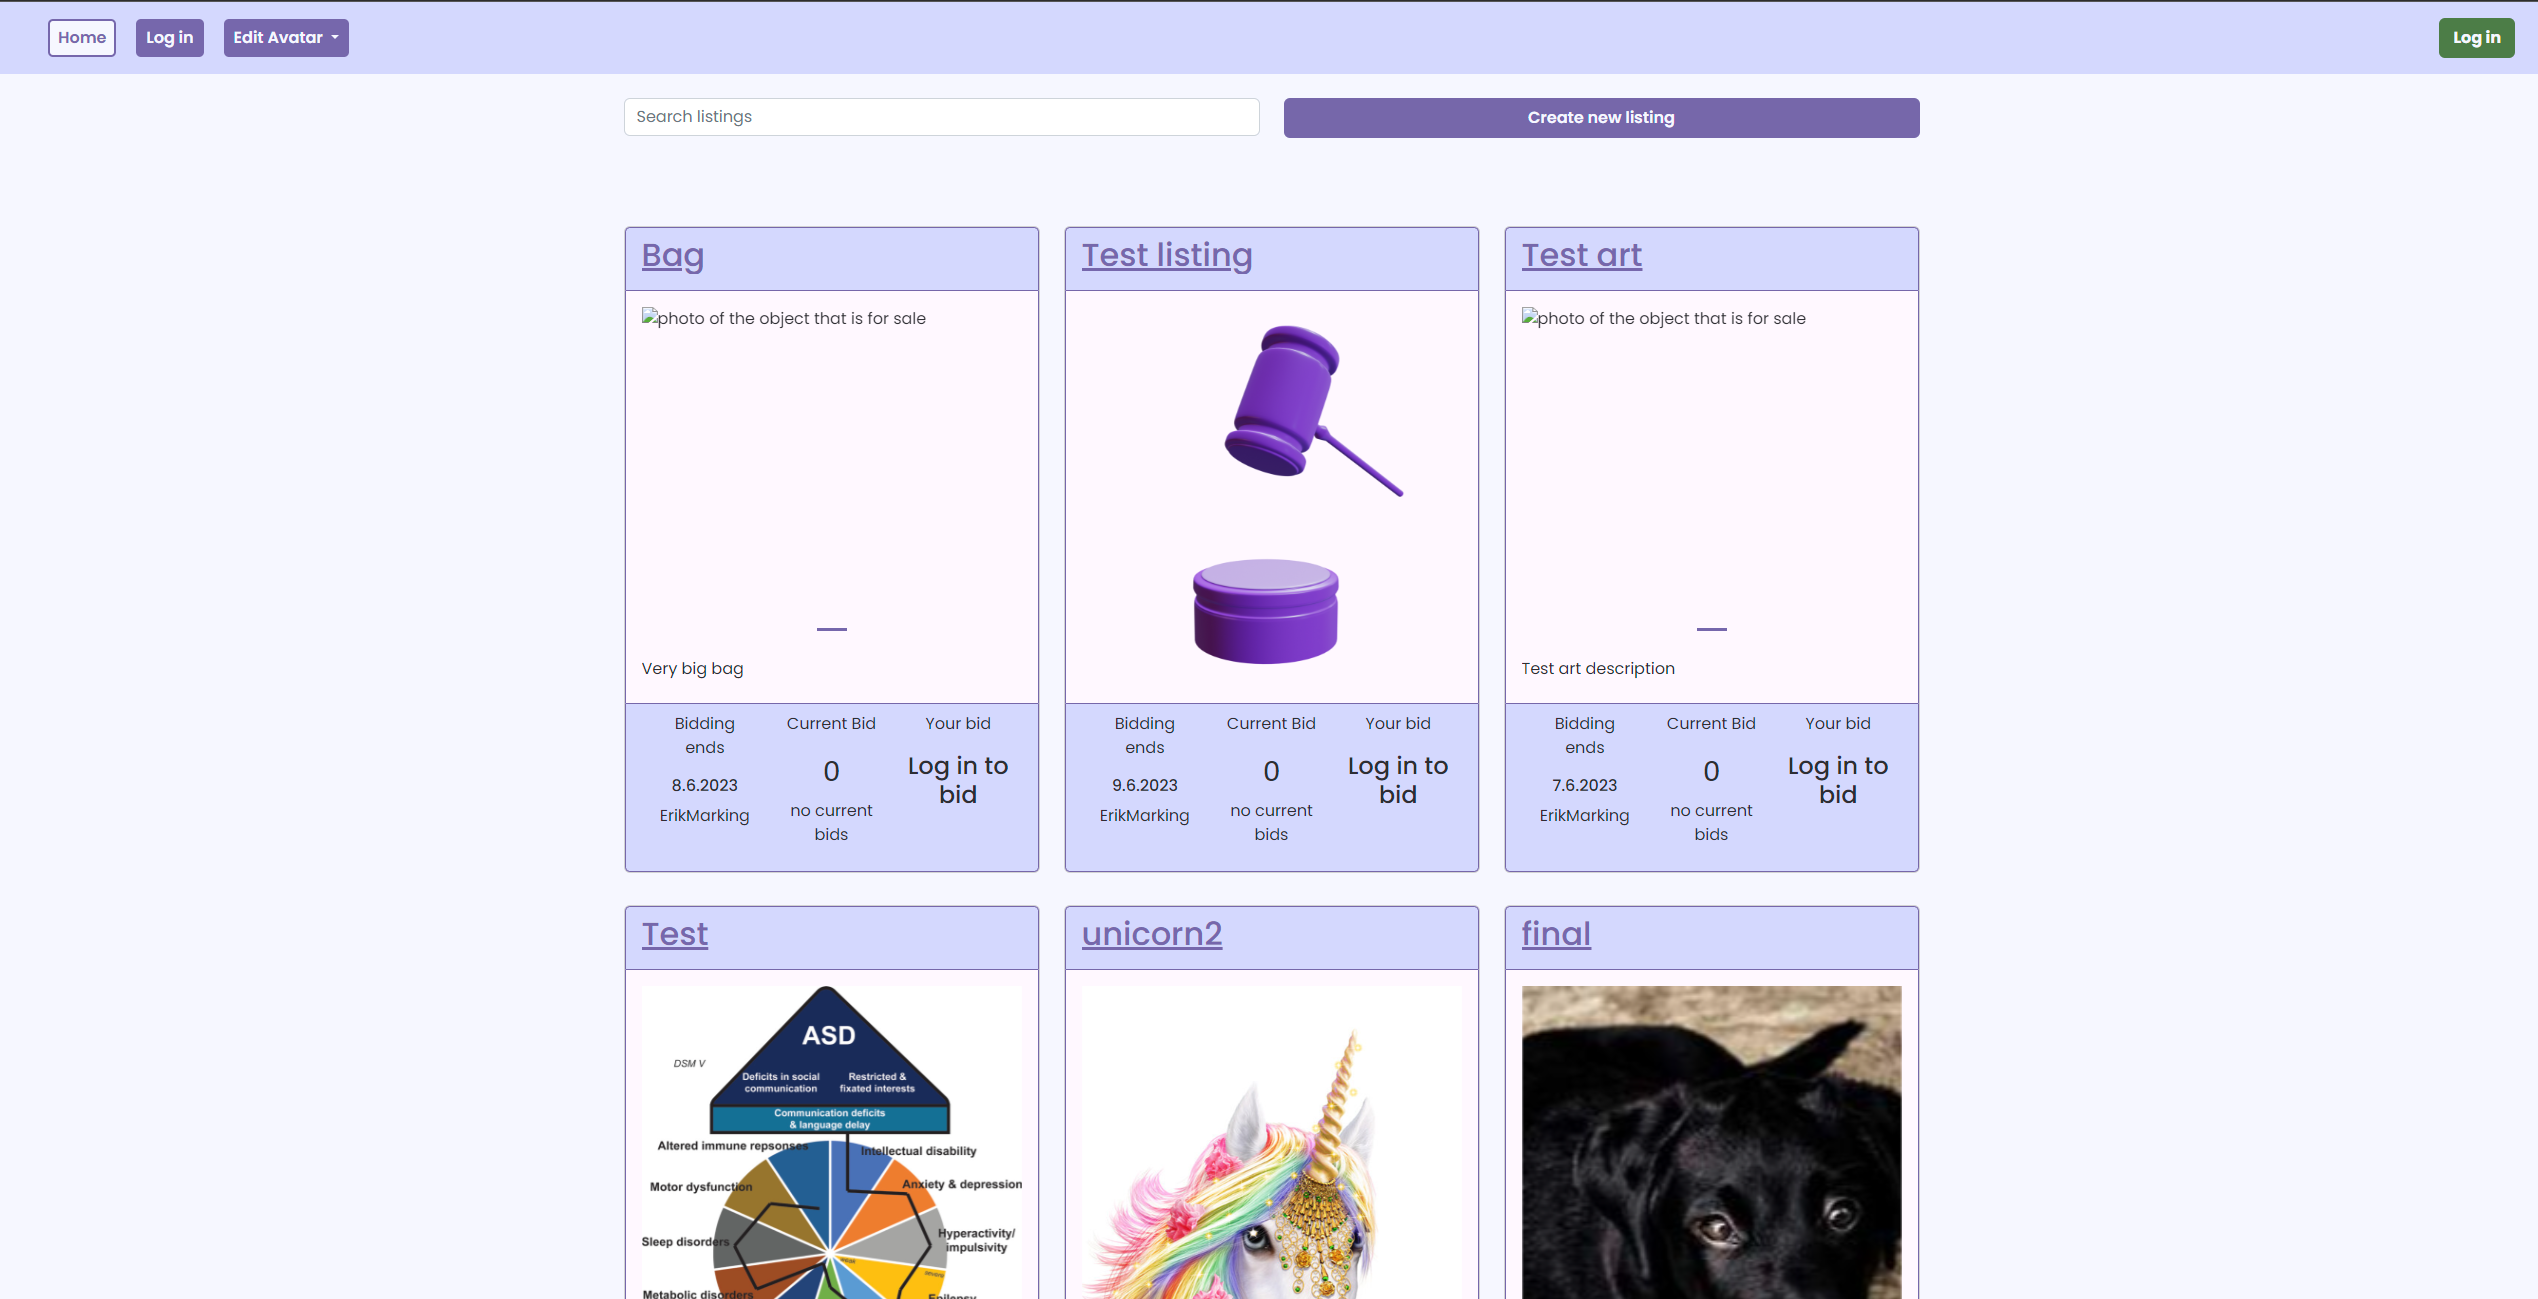 Home
Log in
Edit Avatar
Log in
Search listings
Create new listing
Bag
photo of the object that is for sale
Very big bag
Bidding
ends
8.6.2023
ErikMarking
Current Bid
0
no current
bids
Your bid
Log in to
bid
Test listing
Bidding
ends
9.6.2023
ErikMarking
Current Bid
0
no current
bids
Your bid
Log in to
bid
Test art
photo of the object that is for sale
Test art description
Bidding
ends
7.6.2023
ErikMarking
Current Bid
0
no current
bids
Your bid
Log in to
bid
Test
ASD
DSM V
Deficits in social
communication
Restricted &
fixated interests
Communication deficits
& language delay
Altered immune repsonses
Intellectual disability
Motor dysfunction
Anxiety & depression
Sleep disorders
Hyperactivity/
impulsivity
weak
severe
Metabolic disorders
Epilepsy
unicorn2
final